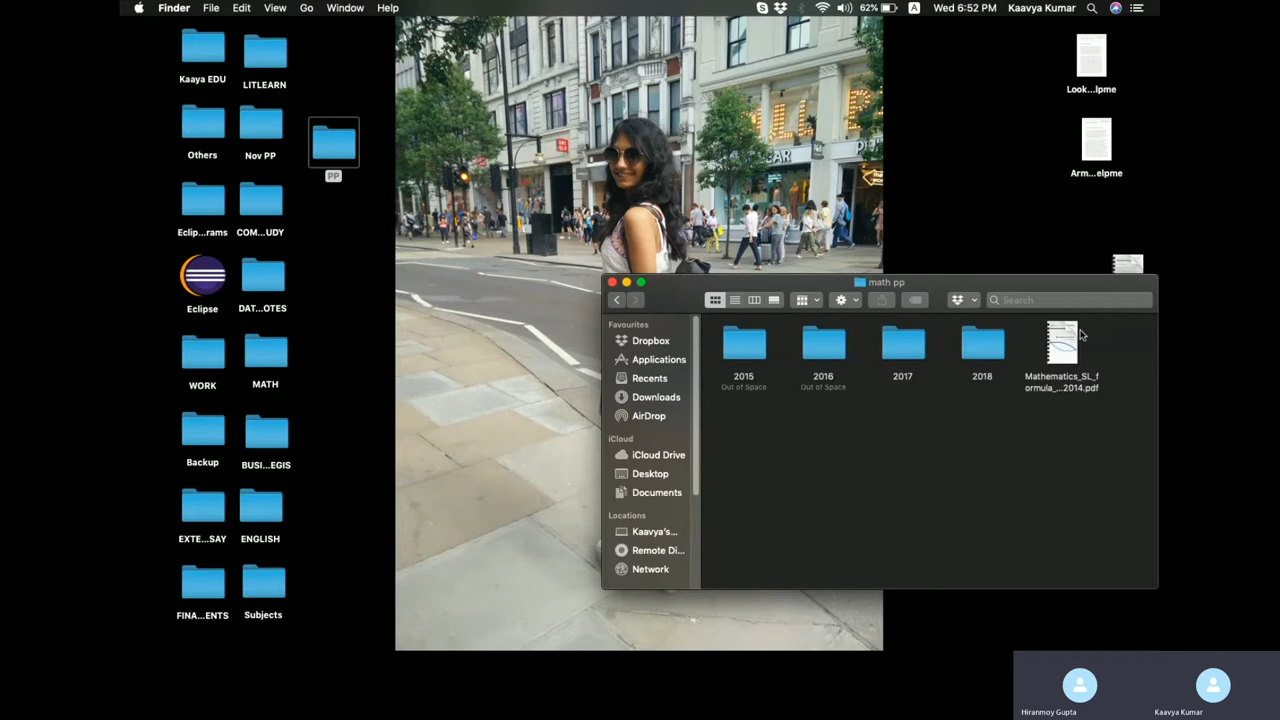 Finder File Edit View Go Window Help
62% A Wed 6:52 PM Kaavya Kumar
Kaaya EDU
LITLEARN
Others
Nov PP
PP
Eclip...rams
COM...UDY
Eclipse
DAT...OTES
WORK
MATH
Backup
BUSI...EGIS
EXTE...SAY
ENGLISH
FINA...ENTS
Subjects
Look...lpme
Arm...elpme
UNI
QLO
math pp
Search
Favourites
Dropbox
Applications
Recents
Downloads
AirDrop
iCloud
iCloud Drive
Desktop
Documents
Locations
Kaavya's...
Remote Di...
Network
2015
Out of Space
2016
Out of Space
2017
2018
Mathematics_SL_f
ormula_...2014.pdf
Hiranmoy Gupta
Kaavya Kumar